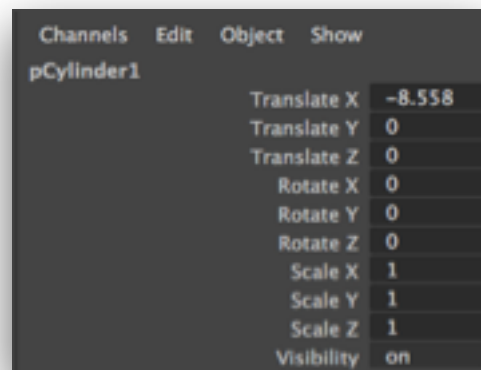 Channels Edit Object Show
pCylinder1
Translate X -8.558
Translate Y 0
Translate Z 0
Rotate X 0
Rotate Y 0
Rotate Z 0
Scale X 1
Scale Y 1
Scale Z 1
Visibility on